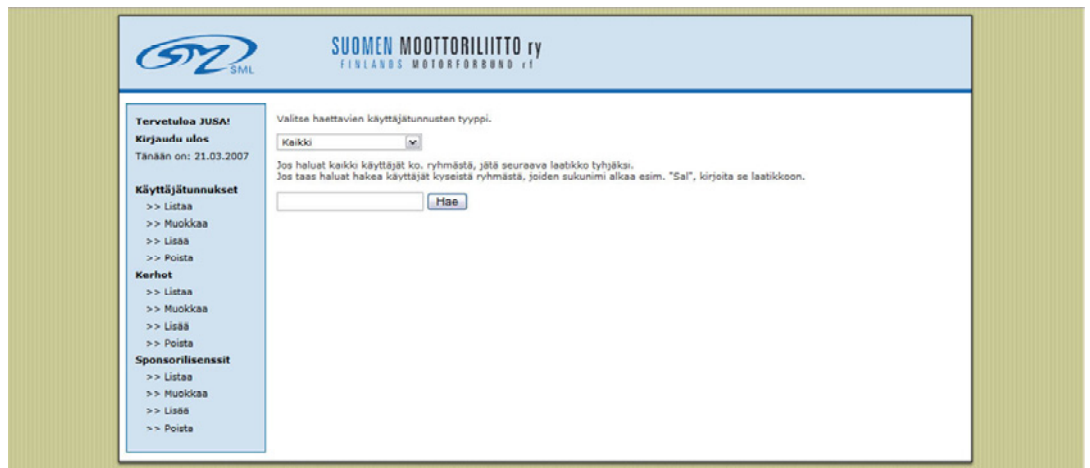 SML
SUOMEN MOOTTORILIITTO ry
FINLANDS MOTORFÖRBUND rf
Tervetuloa JUSA!
Kirjaudu ulos
Tänään on: 21.03.2007
Käyttäjätunnukset
>> Listaa
>> Muokkaa
>> Lisää
>> Poista
Kerhot
>> Listaa
>> Muokkaa
>> Lisää
>> Poista
Sponsorilisenssit
>> Listaa
>> Muokkaa
>> Lisää
>> Poista
Valitse haettavien käyttäjätunnusten tyyppi.
Kaikki
Jos haluat kaikki käyttäjät ko. ryhmästä, jätä seuraava laatikko tyhjäksi.
Jos taas haluat hakea käyttäjät kyseistä ryhmästä, joiden sukunimi alkaa esim. "Sal", kirjoita se laatikkoon.
Hae